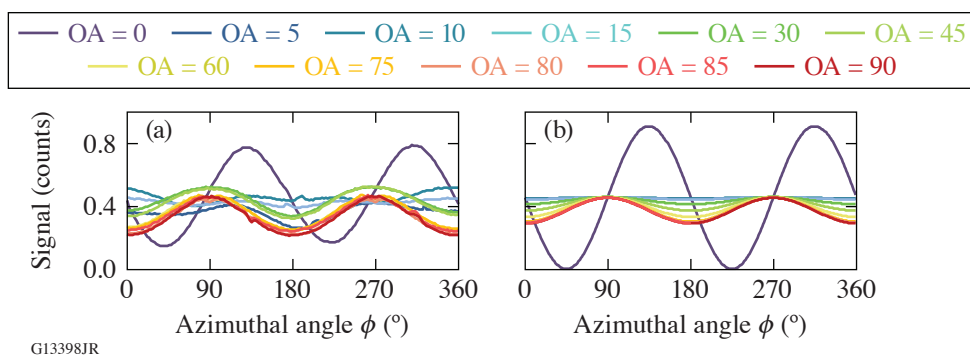 OA = 0 OA = 5 OA = 10 OA = 15 OA = 30 OA = 45
OA = 60 OA = 75 OA = 80 OA = 85 OA = 90
(a) (b)
Signal (counts)
0.8
0.4
0.0
0 90 180 270 360 0 90 180 270 360
Azimuthal angle ϕ (º) Azimuthal angle ϕ (º)
G13398JR